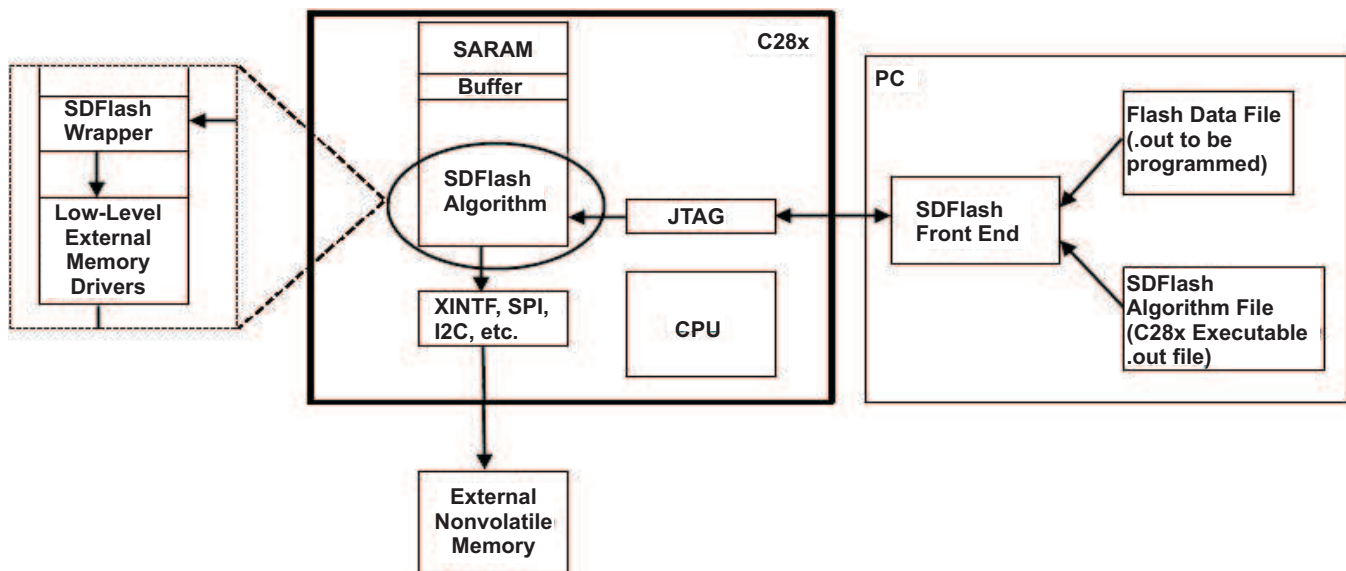 SDFlash
Wrapper
Low-Level
External
Memory
Drivers
C28x
SARAM
Buffer
SDFlash
Algorithm
JTAG
XINTF, SPI,
I2C, etc.
CPU
External
Nonvolatile
Memory
PC
Flash Data File
(.out to be
programmed)
SDFlash
Front End
SDFlash
Algorithm File
(C28x Executable
.out file)